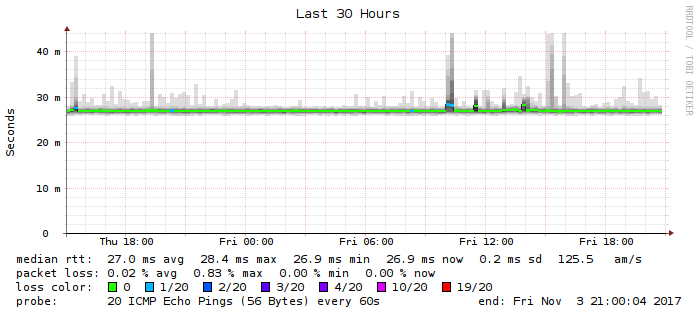 Last 30 Hours
RRDTOOL / TOBI OETIKER
Seconds
40 m
30 m
20 m
10 m
0
Thu 18:00 Fri 00:00 Fri 06:00 Fri 12:00 Fri 18:00
median rtt: 27.0 ms avg 28.4 ms max 26.9 ms min 26.9 ms now 0.2 ms sd 125.5 am/s
packet loss: 0.02 % avg 0.83 % max 0.00 % min 0.00 % now
loss color: 0 1/20 2/20 3/20 4/20 10/20 19/20
probe: 20 ICMP Echo Pings (56 Bytes) every 60s end: Fri Nov 3 21:00:04 2017